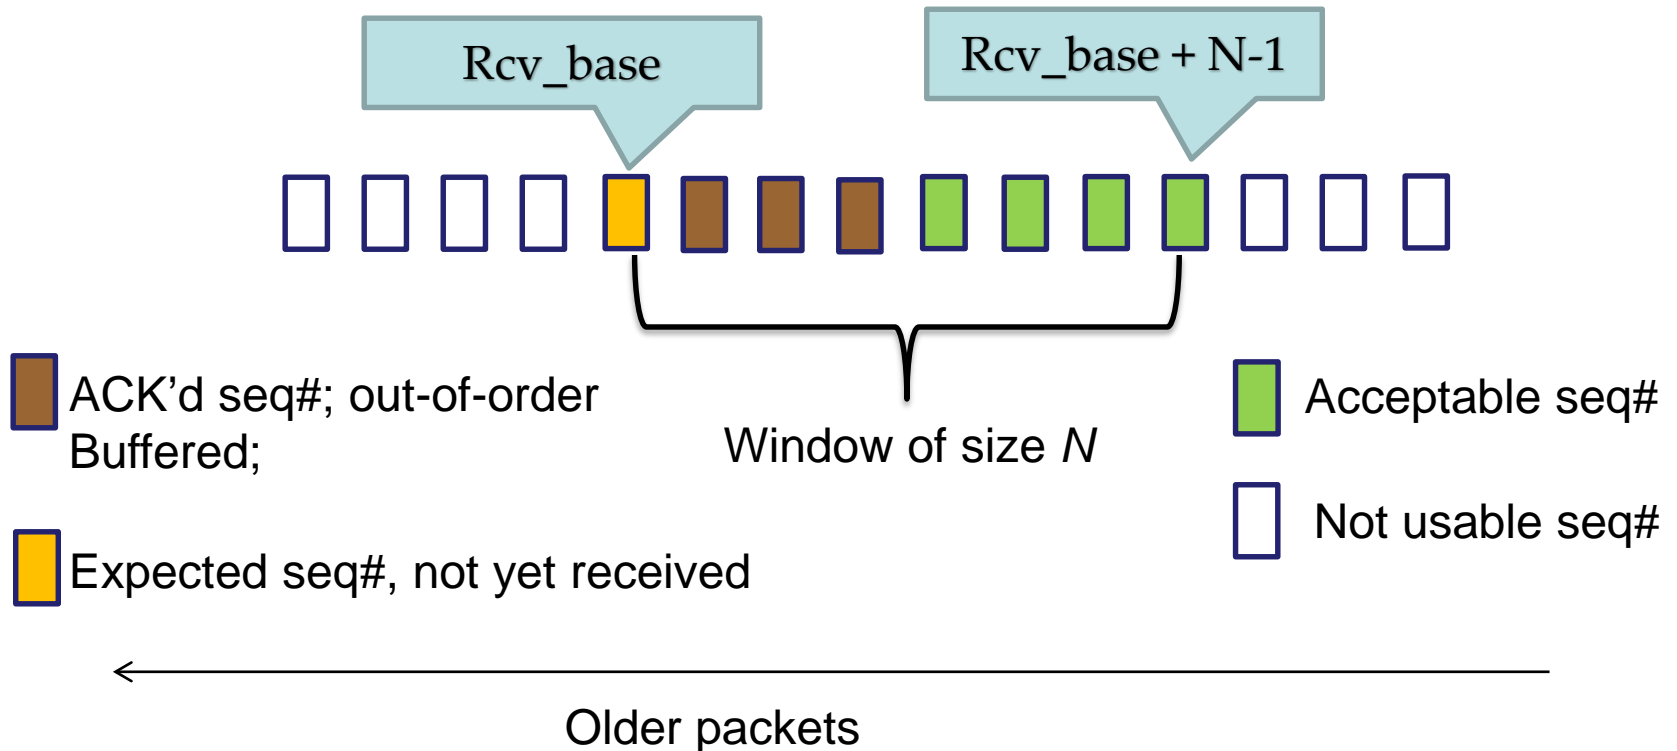 Rcv_base
Rcv_base + N-1
ACK’d seq#; out-of-order
Buffered;
Window of size N
Acceptable seq#
Not usable seq#
Expected seq#, not yet received
Older packets